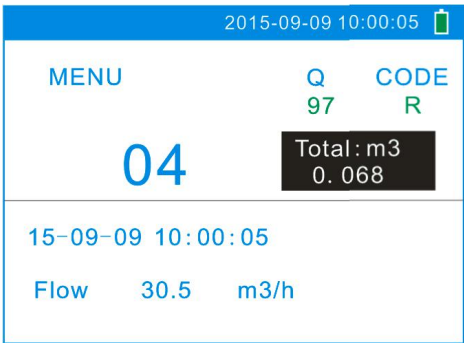 2015-09-09 10:00:05
MENU Q CODE
97 R
04
Total:m3
0.068
15-09-09 10:00:05
Flow 30.5 m3/h